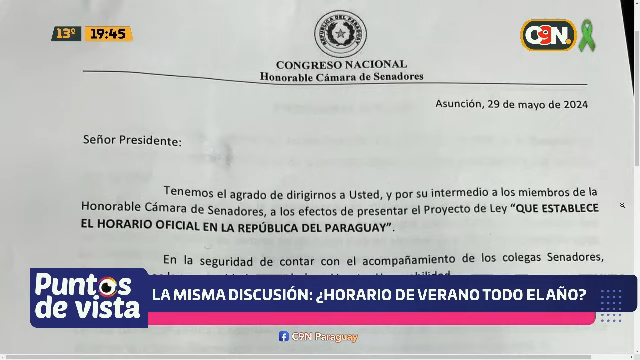 13° 19:45
C9N
REPÚBLICA DEL PARAGUAY
CONGRESO NACIONAL
Honorable Cámara de Senadores
Asunción, 29 de mayo de 2024
Señor Presidente:
Tenemos el agrado de dirigirnos a Usted, y por su intermedio a los miembros de la
Honorable Cámara de Senadores, a los efectos de presentar el Proyecto de Ley “QUE ESTABLECE
EL HORARIO OFICIAL EN LA REPÚBLICA DEL PARAGUAY”.
En la seguridad de contar con el acompañamiento de los colegas Senadores,
Puntos
de vista
LA MISMA DISCUSIÓN: ¿HORARIO DE VERANO TODO EL AÑO?
C9N Paraguay